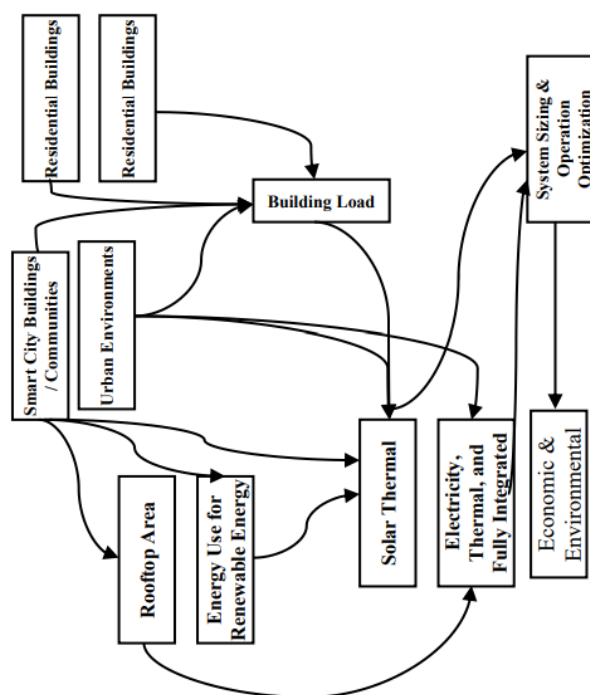 Residential Buildings
Residential Buildings
System Sizing &
Operation
Optimization
Building Load
Smart City Buildings
/ Communities
Urban Environments
Rooftop Area
Energy Use for
Renewable Energy
Solar Thermal
Electricity,
Thermal, and
Fully Integrated
Economic &
Environmental